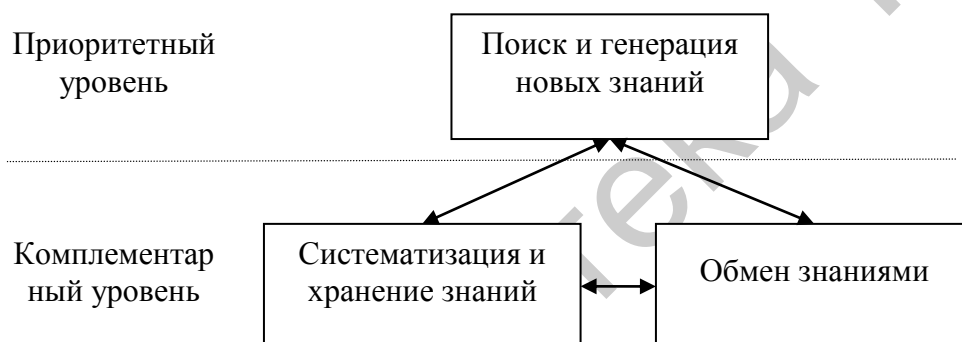 Приоритетный
уровень
Поиск и генерация
новых знаний
Комплементар
ный уровень
Систематизация и
хранение знаний
Обмен знаниями